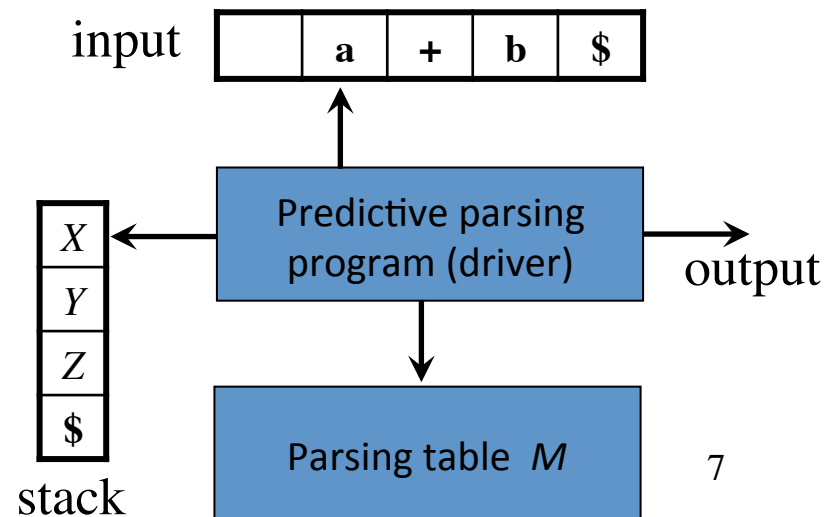 input a + b $
Predictive parsing
program (driver)
output
X
Y
Z
$
stack
Parsing table M
7